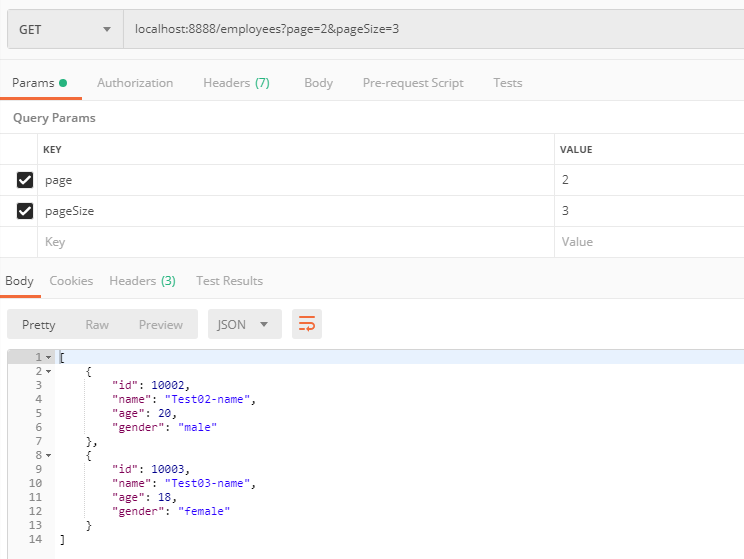 GET localhost:8888/employees?page=2&pageSize=3
Params Authorization Headers (7) Body Pre-request Script Tests
Query Params
KEY VALUE
page 2
pageSize 3
Key Value
Body Cookies Headers (3) Test Results
Pretty Raw Preview JSON
1 [
2 {
3 "id": 10002,
4 "name": "Test02-name",
5 "age": 20,
6 "gender": "male"
7 },
8 {
9 "id": 10003,
10 "name": "Test03-name",
11 "age": 18,
12 "gender": "female"
13 }
14 ]